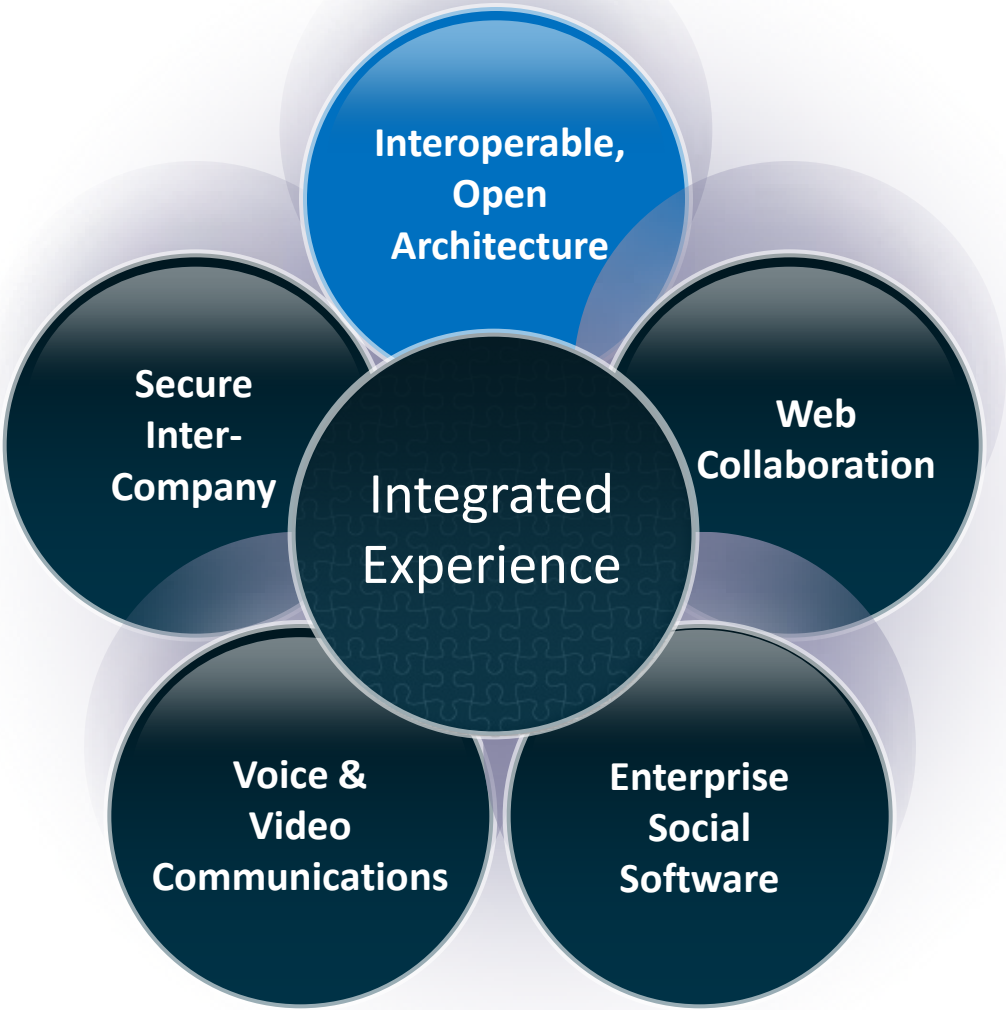 Interoperable,
Open
Architecture
Secure
Inter-
Company
Web
Collaboration
Integrated
Experience
Voice &
Video
Communications
Enterprise
Social
Software